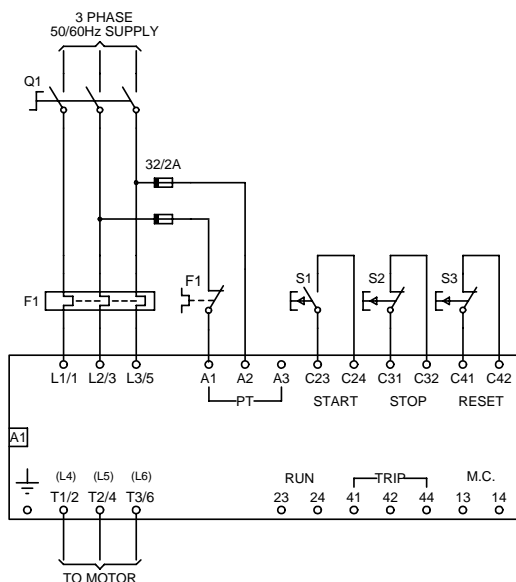 3 PHASE
50/60Hz SUPPLY
Q1
32/2A
F1 S1 S2 S3
F1
L1/1 L2/3 L3/5 A1 A2 A3 C23 C24 C31 C32 C41 C42
PT START STOP RESET
A1
(L4) (L5) (L6) RUN TRIP M.C.
T1/2 T2/4 T3/6 23 24 41 42 44 13 14
TO MOTOR